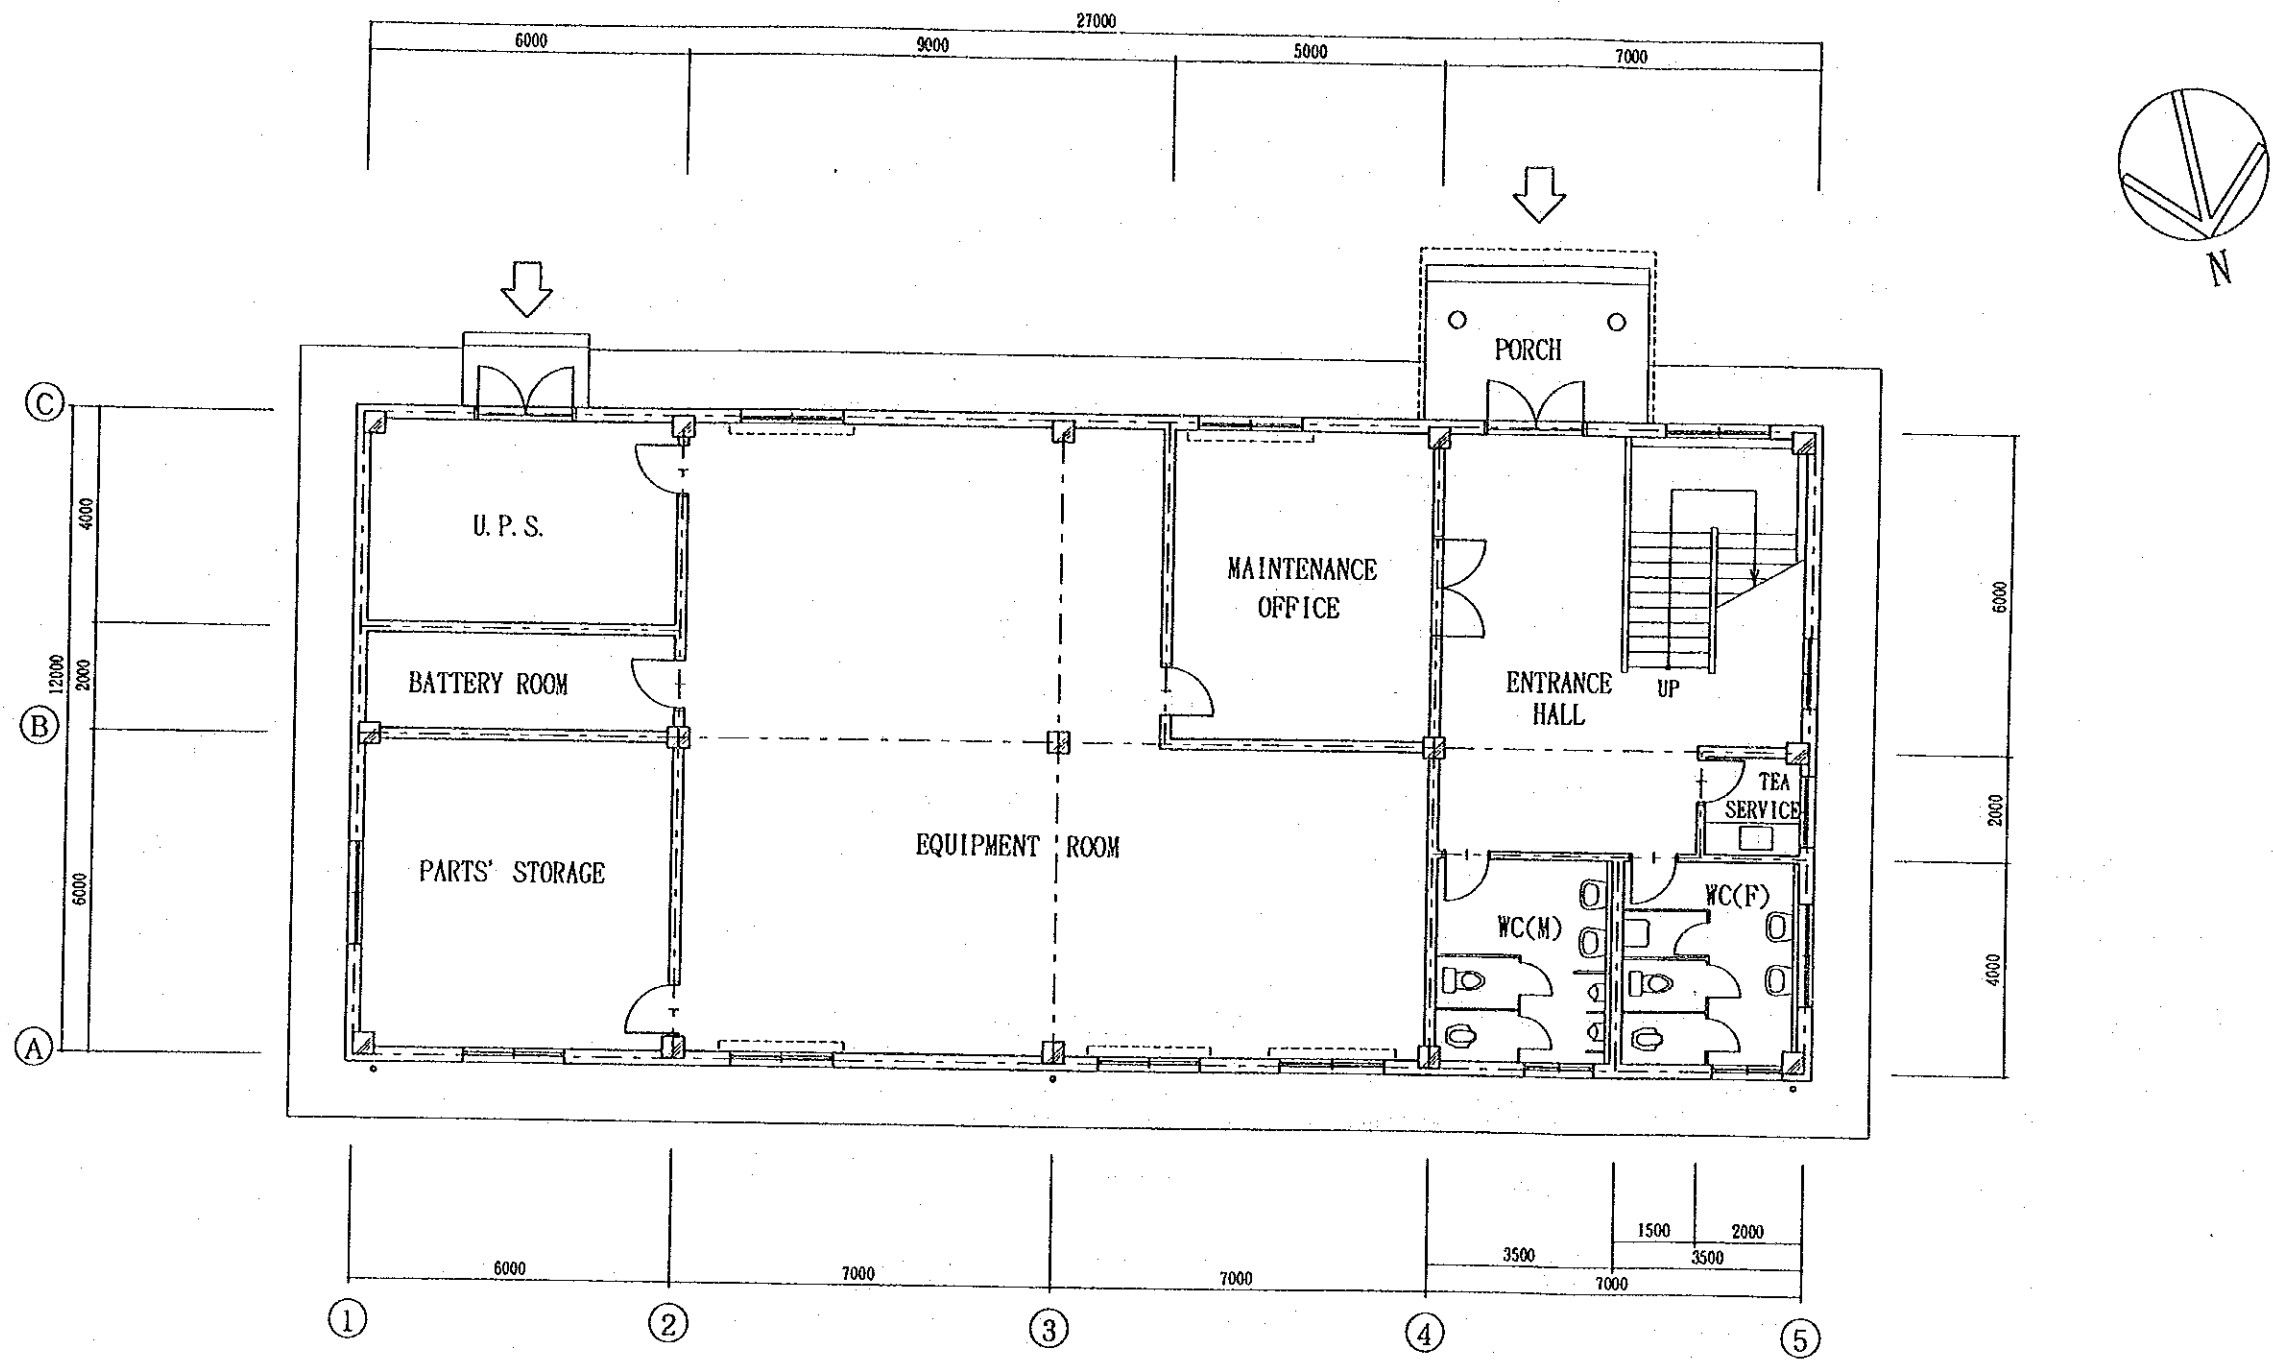 27000
6000
9000
5000
7000
N
PORCH
C
4000
U.P.S.
MAINTENANCE
OFFICE
6000
12000
2000
BATTERY ROOM
ENTRANCE
HALL
UP
B
TEA
SERVICE
2000
EQUIPMENT ROOM
PARTS' STORAGE
6000
WC(M)
WC(F)
4000
A
1500
2000
3500
3500
6000
7000
7000
7000
1
2
3
4
5